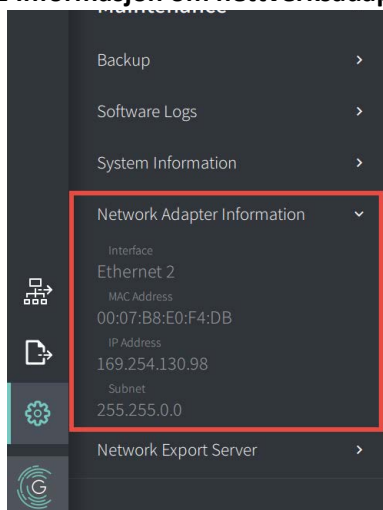 Maintenance
Backup
Software Logs
System Information
Network Adapter Information
Interface
Ethernet 2
MAC Address
00:07:B8:E0:F4:DB
IP Address
169.254.130.98
Subnet
255.255.0.0
Network Export Server
G